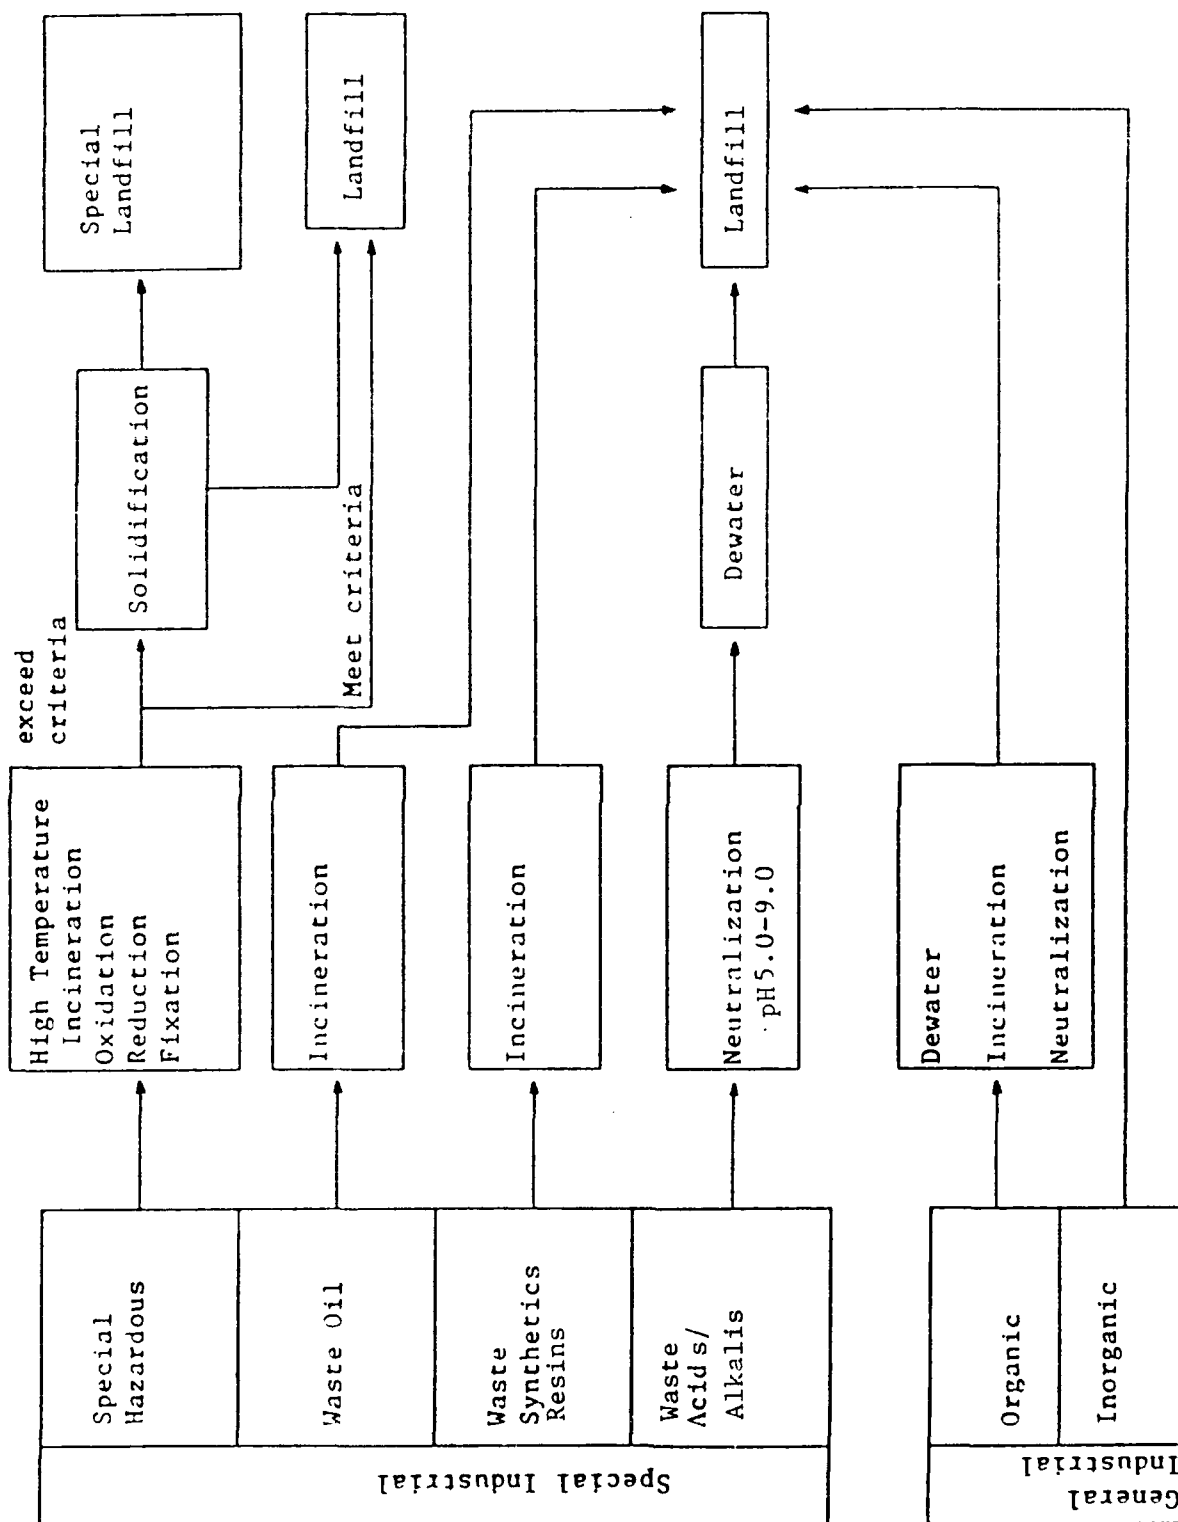 Special Industrial
Special
Hazardous
Waste Oil
Waste
Synthetics
Resins
Waste
Acids/
Alkalis
General
Industrial
Organic
Inorganic
High Temperature
Incineration
Oxidation
Reduction
Fixation
Incineration
Incineration
Neutralization
pH5.0-9.0
Dewater
Incineration
Neutralization
exceed
criteria
Meet criteria
Solidification
Dewater
Special
Landfill
Landfill
Landfill